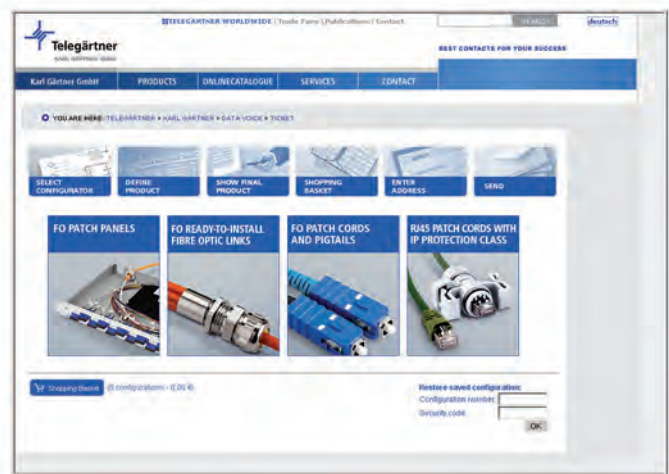 TELEGÄRTNER WORLDWIDE | Trade Fairs | Publications | Contact
SEARCH
deutsch
Telegärtner
KARL GÄRTNER GMBH
BEST CONTACTS FOR YOUR SUCCESS
Karl Gärtner GmbH PRODUCTS ONLINECATALOGUE SERVICES CONTACT
YOU ARE HERE: TELEGÄRTNER KARL GÄRTNER DATA VOICE TICKET
SELECT CONFIGURATOR
DEFINE PRODUCT
SHOW FINAL PRODUCT
SHOPPING BASKET
ENTER ADDRESS
SEND
FO PATCH PANELS
FO READY-TO-INSTALL
FIBRE OPTIC LINKS
FO PATCH CORDS
AND PIGTAILS
RJ45 PATCH CORDS WITH
IP PROTECTION CLASS
Shopping Basket (0 configurations - 0,00 €)
Restore saved configuration:
Configuration number
Security code
OK